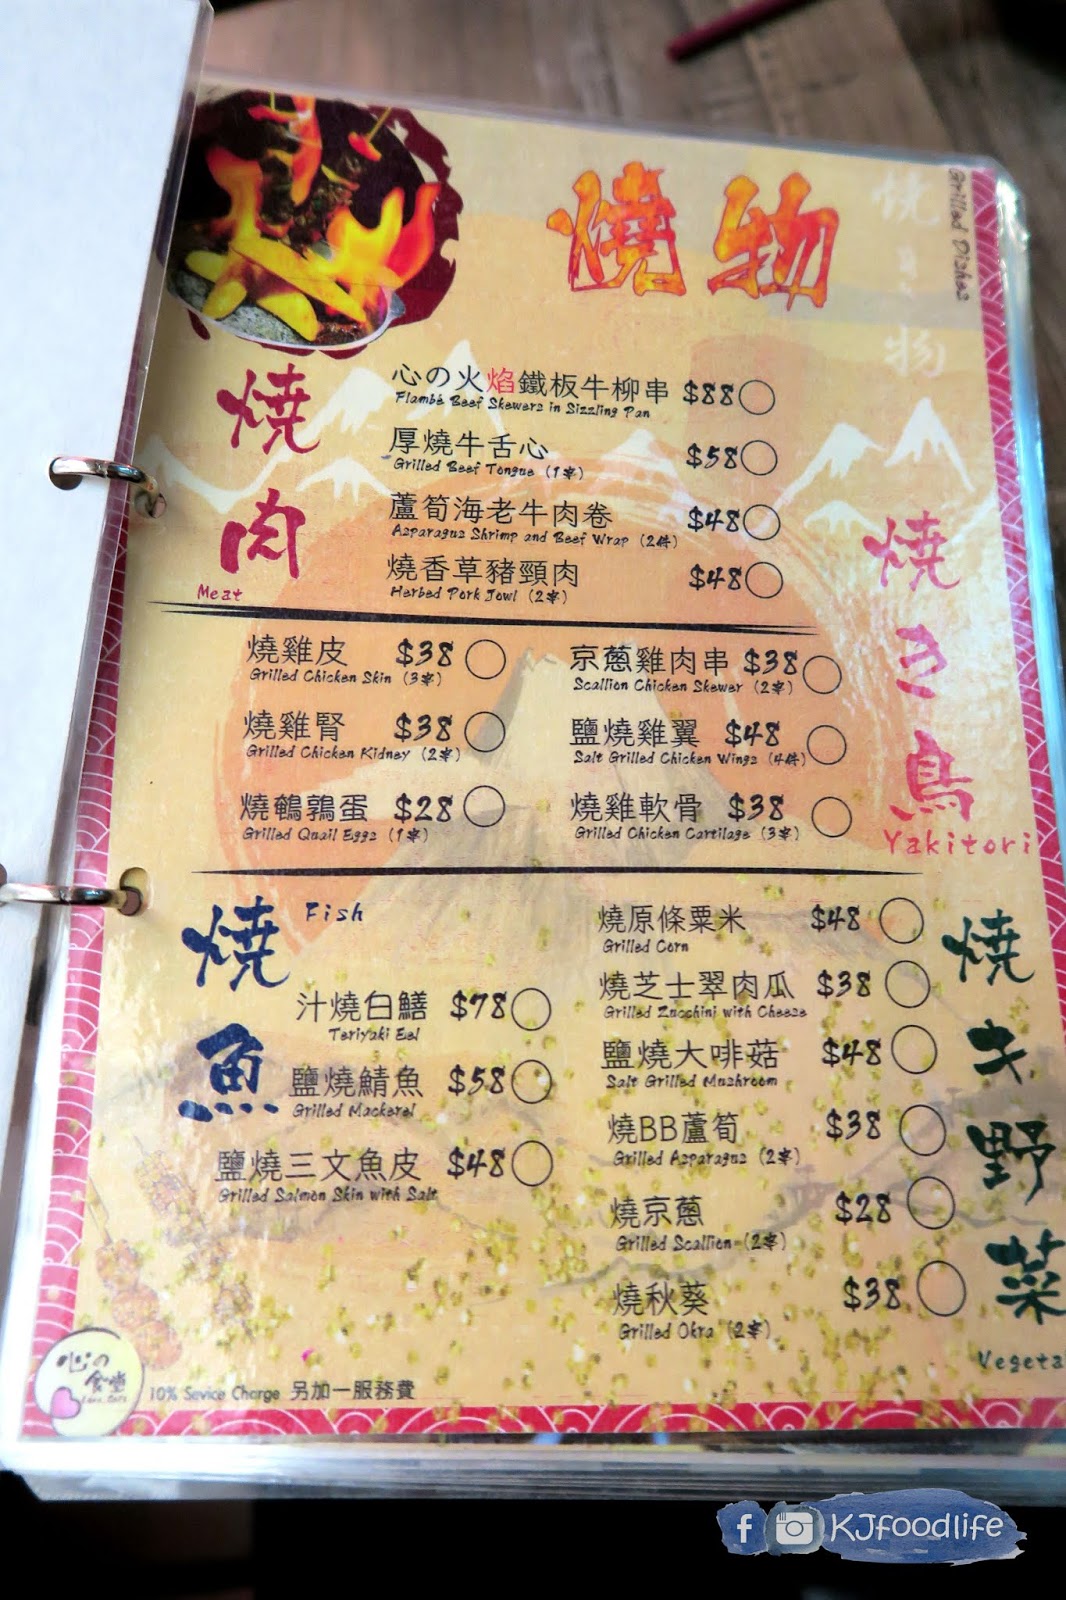 燒物
燒き物
Grilled Dishes
燒肉
Meat
心の火焰鐵板牛柳串 $88
Flambé Beef Skewers in Sizzling Pan
厚燒牛舌心 $58
Grilled Beef Tongue (1串)
蘆筍海老牛肉卷 $48
Asparagus Shrimp and Beef Wrap (2件)
燒香草豬頸肉 $48
Herbed Pork Jowl (2串)
燒き鳥
Yakitori
燒雞皮 $38
Grilled Chicken Skin (3串)
燒雞腎 $38
Grilled Chicken Kidney (2串)
燒鵪鶉蛋 $28
Grilled Quail Eggs (1串)
京蔥雞肉串 $38
Scallion Chicken Skewer (2串)
鹽燒雞翼 $48
Salt Grilled Chicken Wings (4件)
燒雞軟骨 $38
Grilled Chicken Cartilage (3串)
燒魚
Fish
汁燒白鱔 $78
Teriyaki Eel
鹽燒鯖魚 $58
Grilled Mackerel
鹽燒三文魚皮 $48
Grilled Salmon Skin with Salt
燒キ野菜
Vegeta
燒原條粟米 $48
Grilled Corn
燒芝士翠肉瓜 $38
Grilled Zucchini with Cheese
鹽燒大啡菇 $48
Salt Grilled Mushroom
燒BB蘆筍 $38
Grilled Asparagus (2串)
燒京蔥 $28
Grilled Scallion (2串)
燒秋葵 $38
Grilled Okra (2串)
心の食堂
10% Sevice Charge 另加一服務費
f KJfoodlife